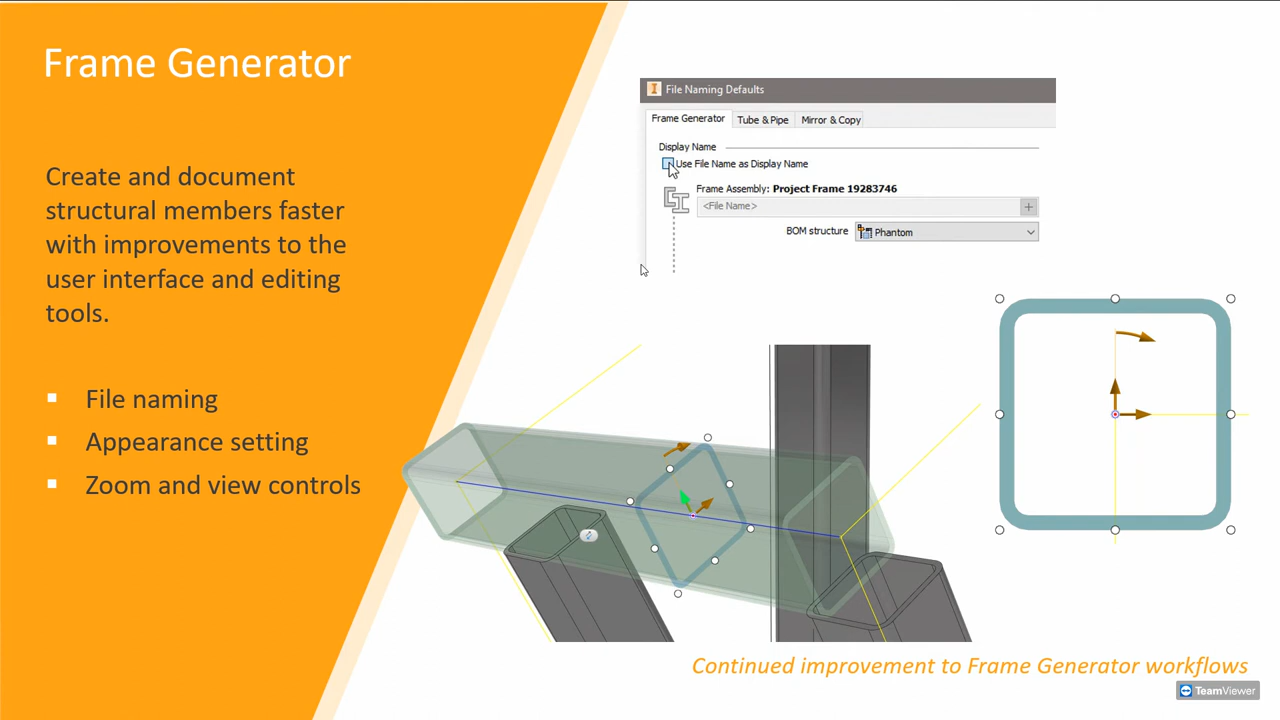 Frame Generator
Create and document
structural members faster
with improvements to the
user interface and editing
tools.
File naming
Appearance setting
Zoom and view controls
File Naming Defaults
Frame Generator
Tube & Pipe
Mirror & Copy
Display Name
Use File Name as Display Name
Frame Assembly: Project Frame 19283746
<File Name>
BOM structure
Phantom
Continued improvement to Frame Generator workflows
TeamViewer